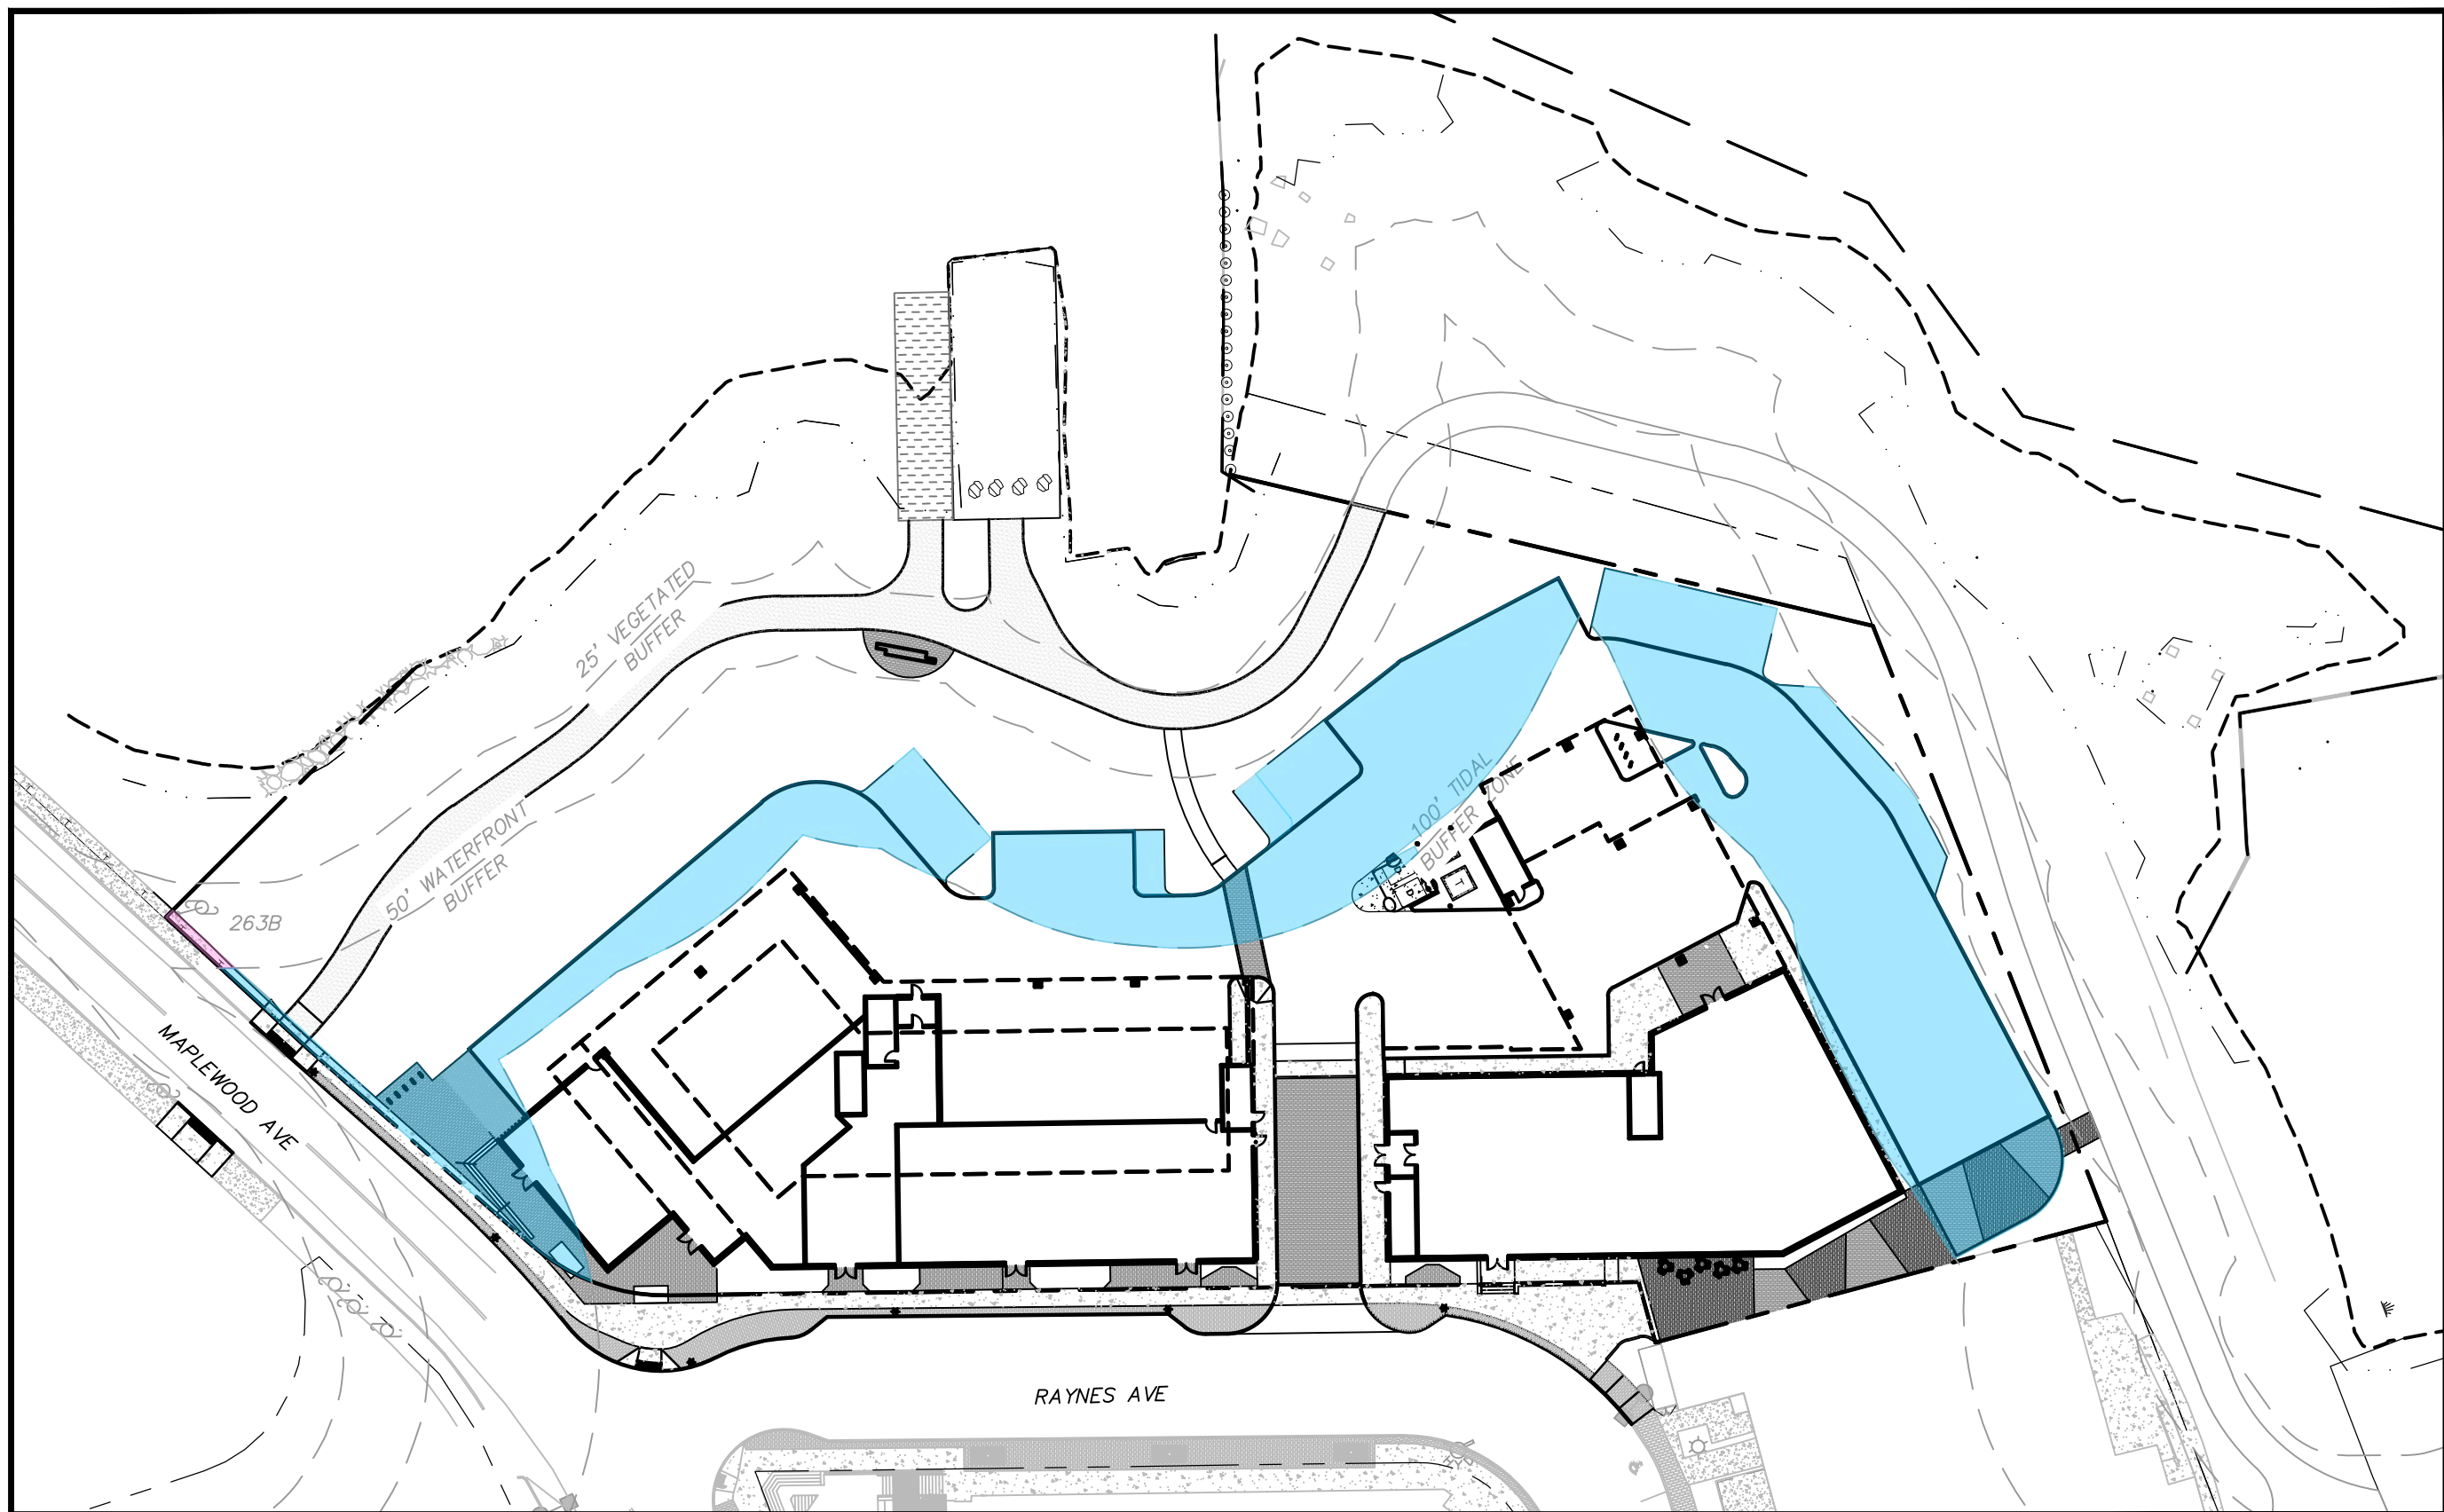 25' VEGETATED
BUFFER
50' WATERFRONT
BUFFER
100' TIDAL
BUFFER ZONE
263B
MAPLEWOOD AVE
RAYNES AVE